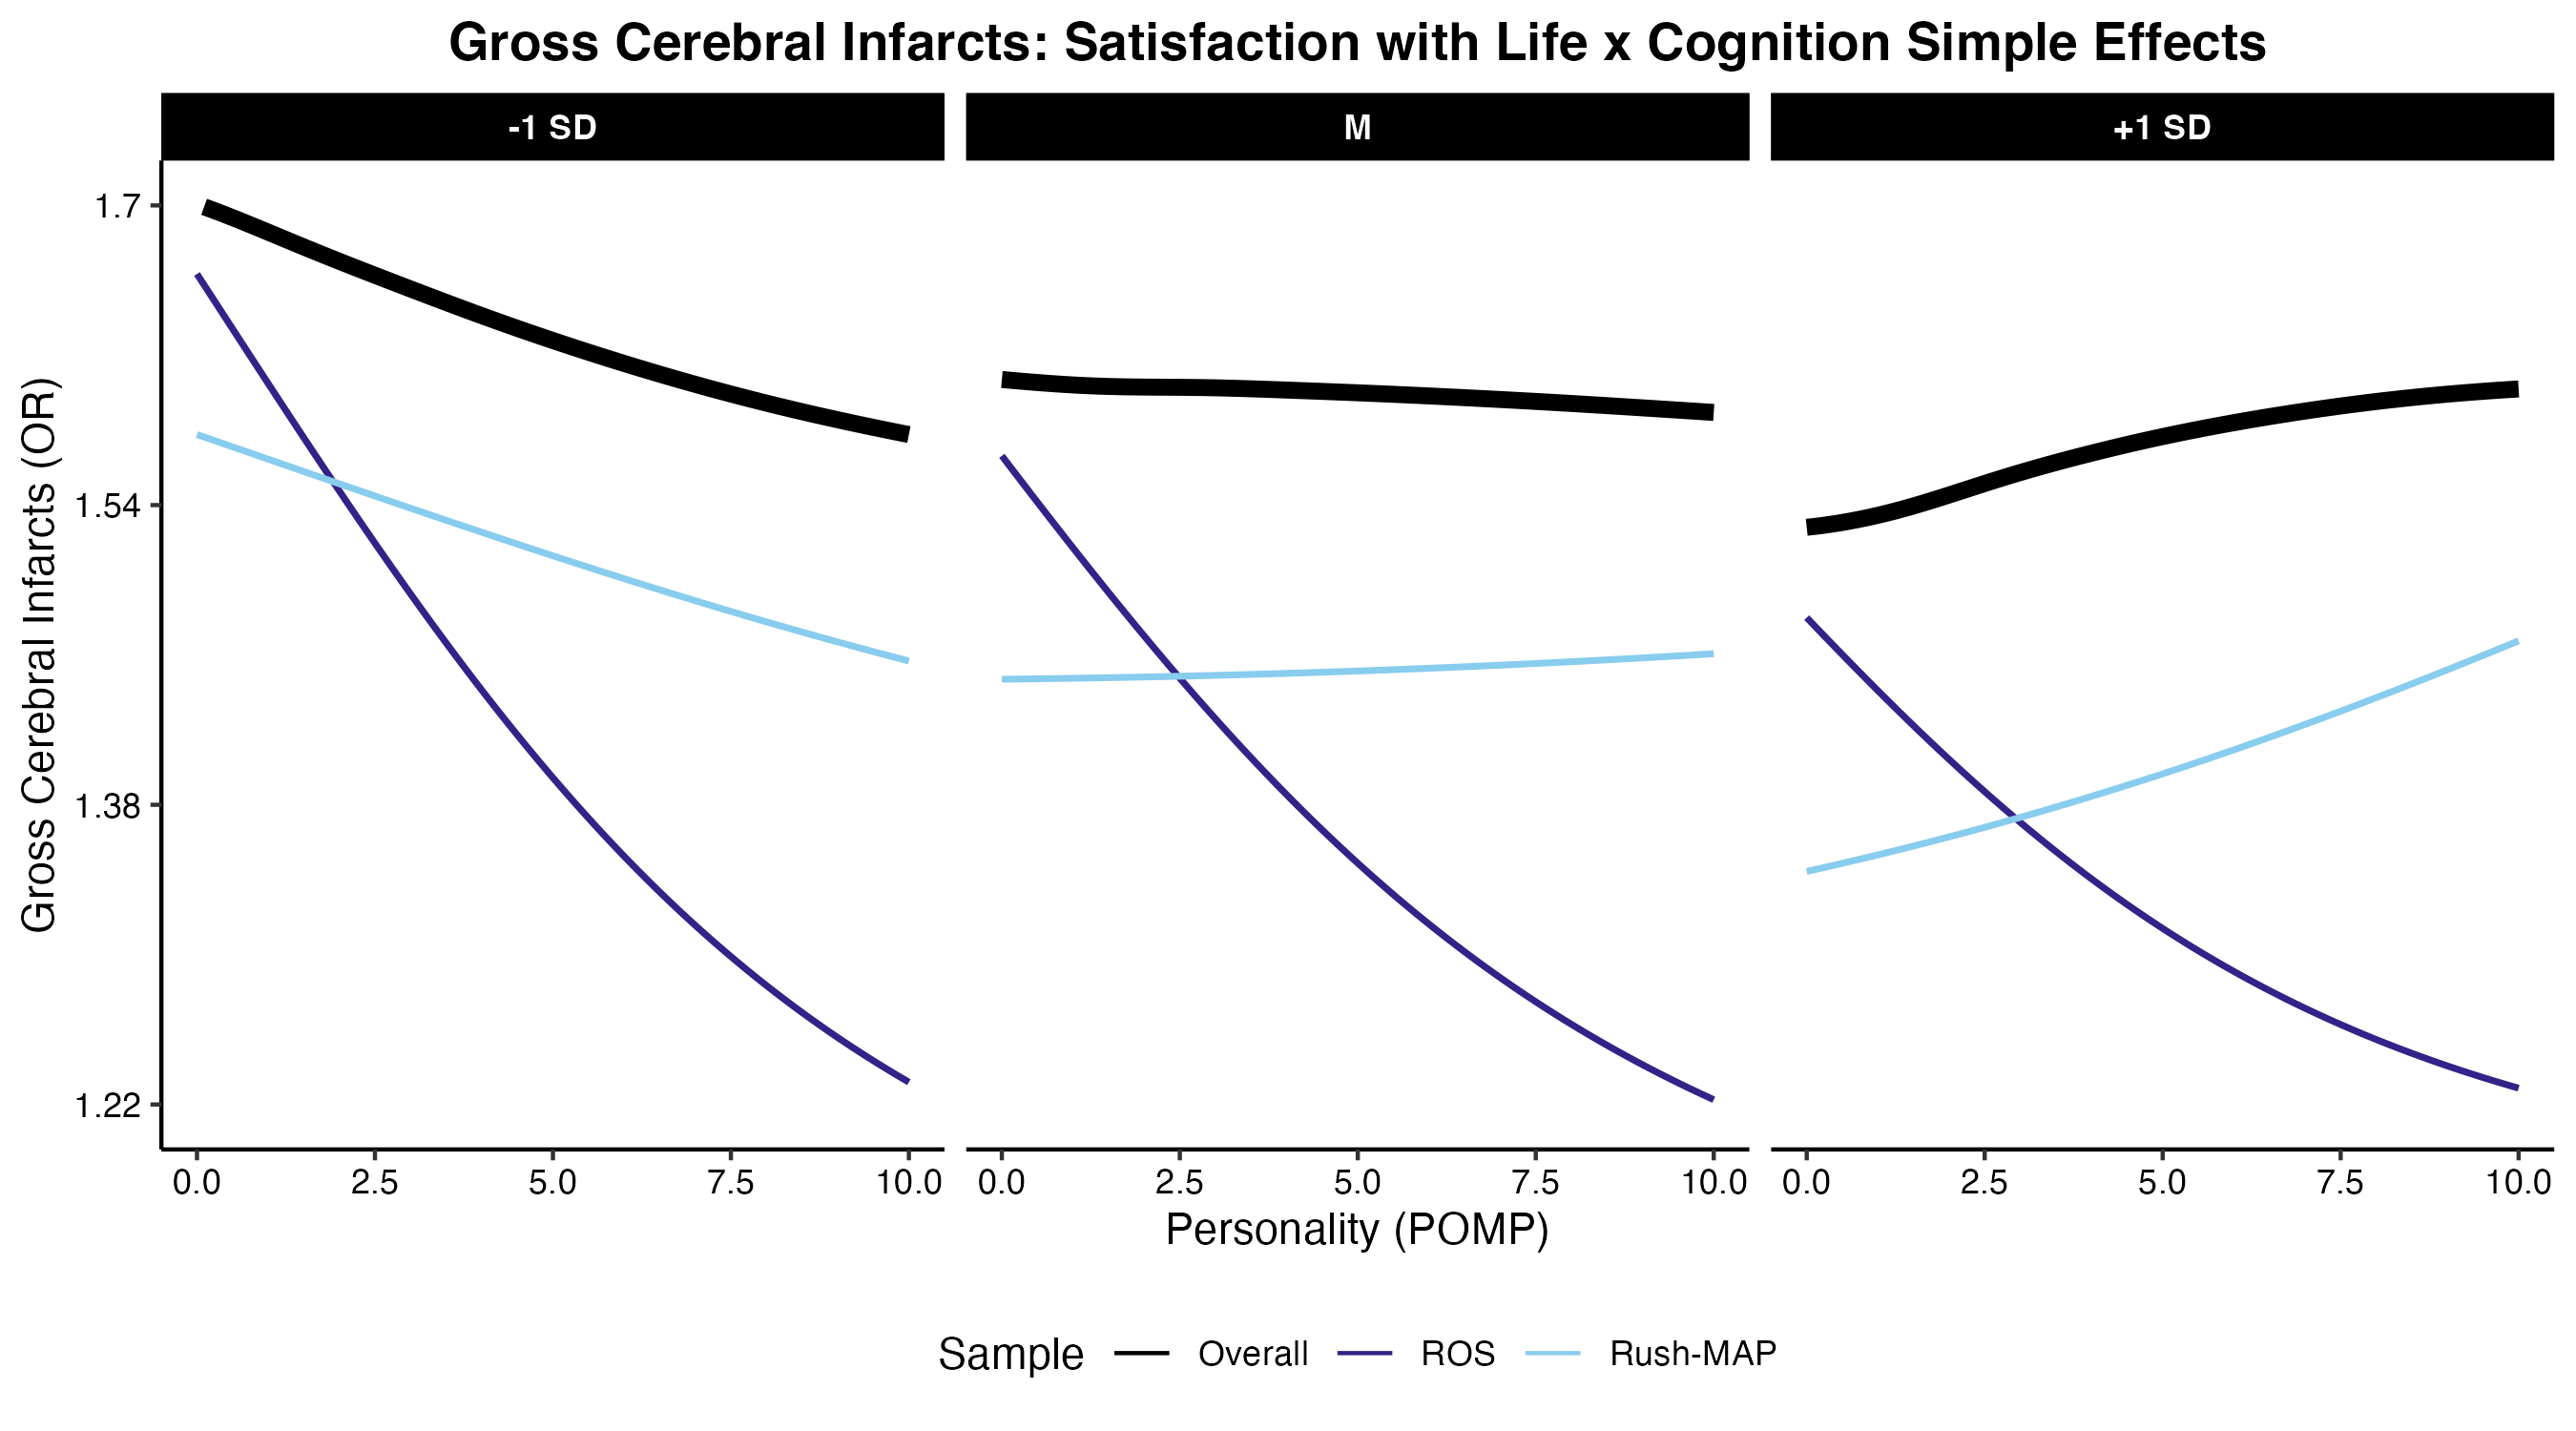 Gross Cerebral Infarcts: Satisfaction with Life x Cognition Simple Effects
-1 SD
M
+1 SD
Gross Cerebral Infarcts (OR)
1.7
1.54
1.38
1.22
0.0 2.5 5.0 7.5 10.0 0.0 2.5 5.0 7.5 10.0 0.0 2.5 5.0 7.5 10.0
Personality (POMP)
Sample Overall ROS Rush-MAP